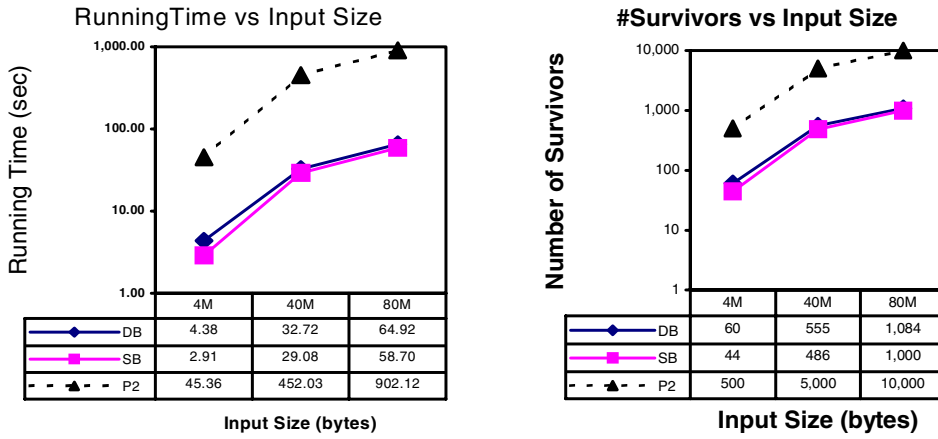 RunningTime vs Input Size
Running Time (sec)
1,000.00
100.00
10.00
1.00
4M 40M 80M
DB 4.38 32.72 64.92
SB 2.91 29.08 58.70
P2 45.36 452.03 902.12
Input Size (bytes)
#Survivors vs Input Size
Number of Survivors
10,000
1,000
100
10
1
4M 40M 80M
DB 60 555 1,084
SB 44 486 1,000
P2 500 5,000 10,000
Input Size (bytes)